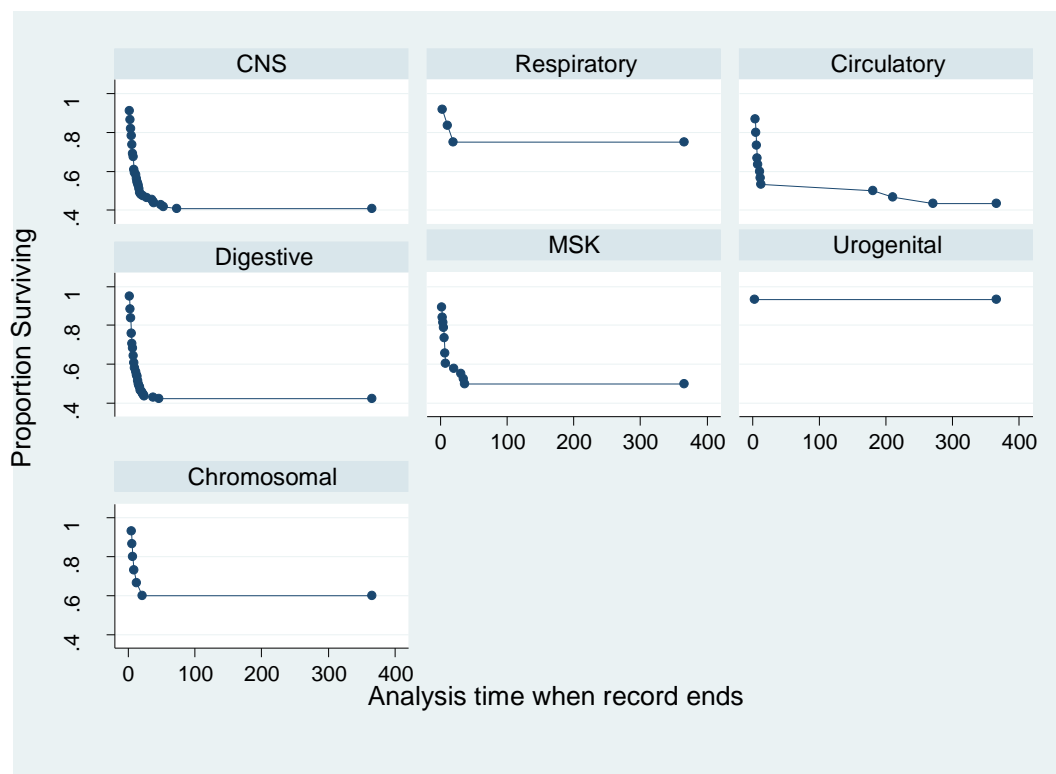 CNS
Respiratory
Circulatory
1
.8
.6
.4
Digestive
MSK
Urogenital
1
.8
.6
.4
0 100 200 300 400
0 100 200 300 400
Chromosomal
1
.8
.6
.4
0 100 200 300 400
Proportion Surviving
Analysis time when record ends